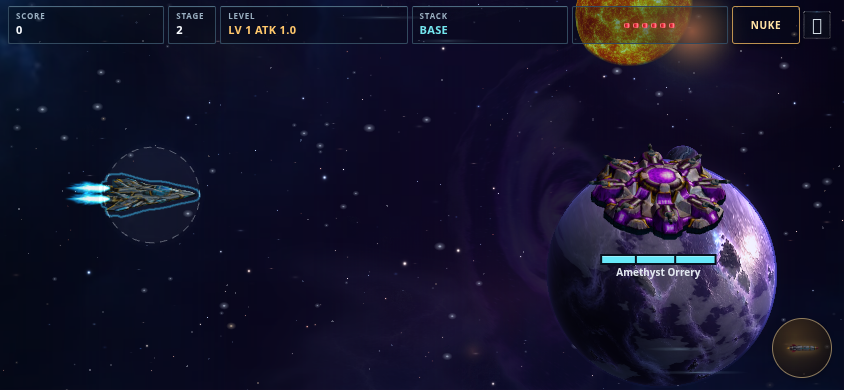 SCORE
0
STAGE
2
LEVEL
LV 1 ATK 1.0
STACK
BASE
NUKE
Amethyst Orrery